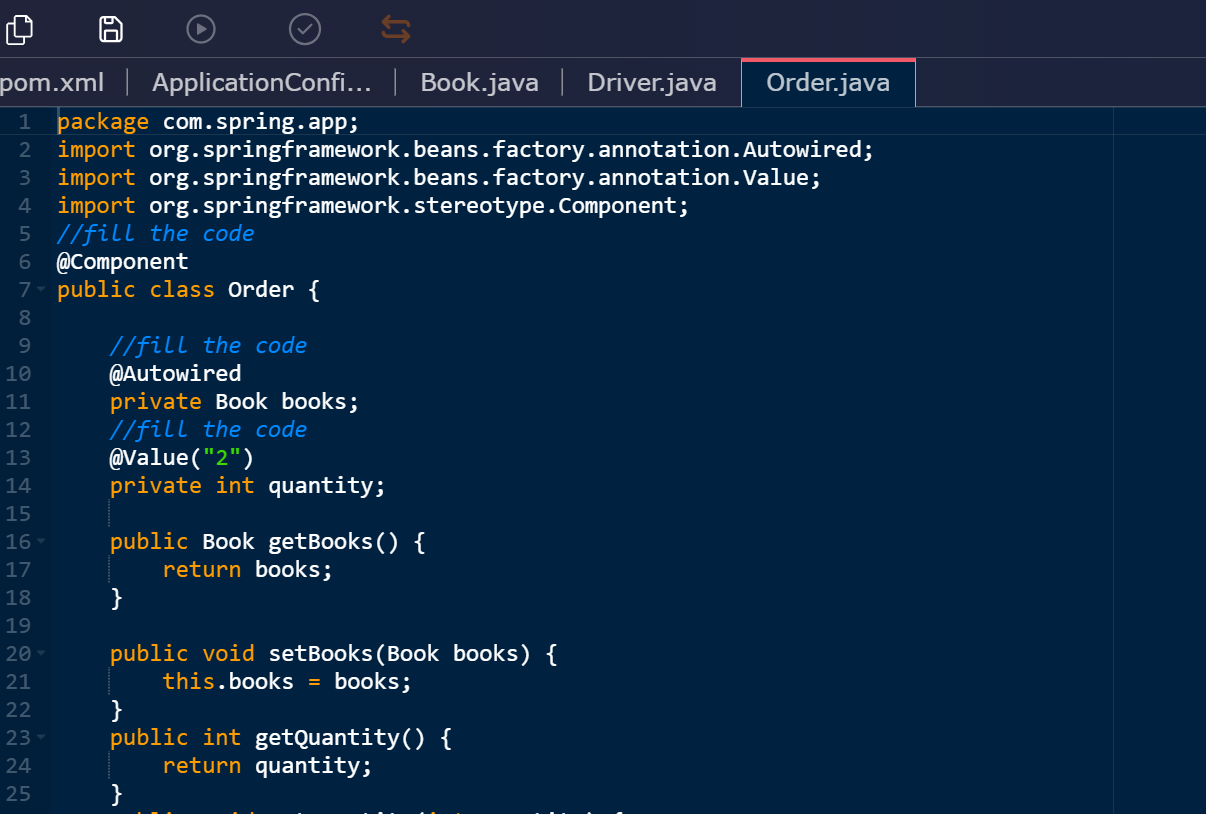 pom.xml ApplicationConfi... Book.java Driver.java Order.java
1 package com.spring.app;
2 import org.springframework.beans.factory.annotation.Autowired;
3 import org.springframework.beans.factory.annotation.Value;
4 import org.springframework.stereotype.Component;
5 //fill the code
6 @Component
7 public class Order {
8
9 //fill the code
10 @Autowired
11 private Book books;
12 //fill the code
13 @Value("2")
14 private int quantity;
15
16 public Book getBooks() {
17 return books;
18 }
19
20 public void setBooks(Book books) {
21 this.books = books;
22 }
23 public int getQuantity() {
24 return quantity;
25 }